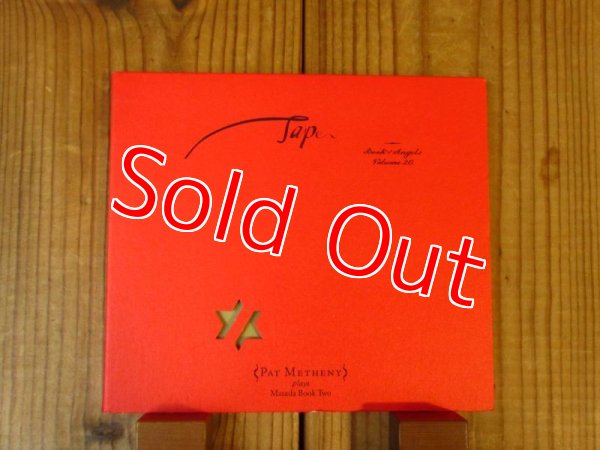 Tap
Book of Angels
Volume 20
Sold Out
{PAT METHENY}
plays
Masada Book Two